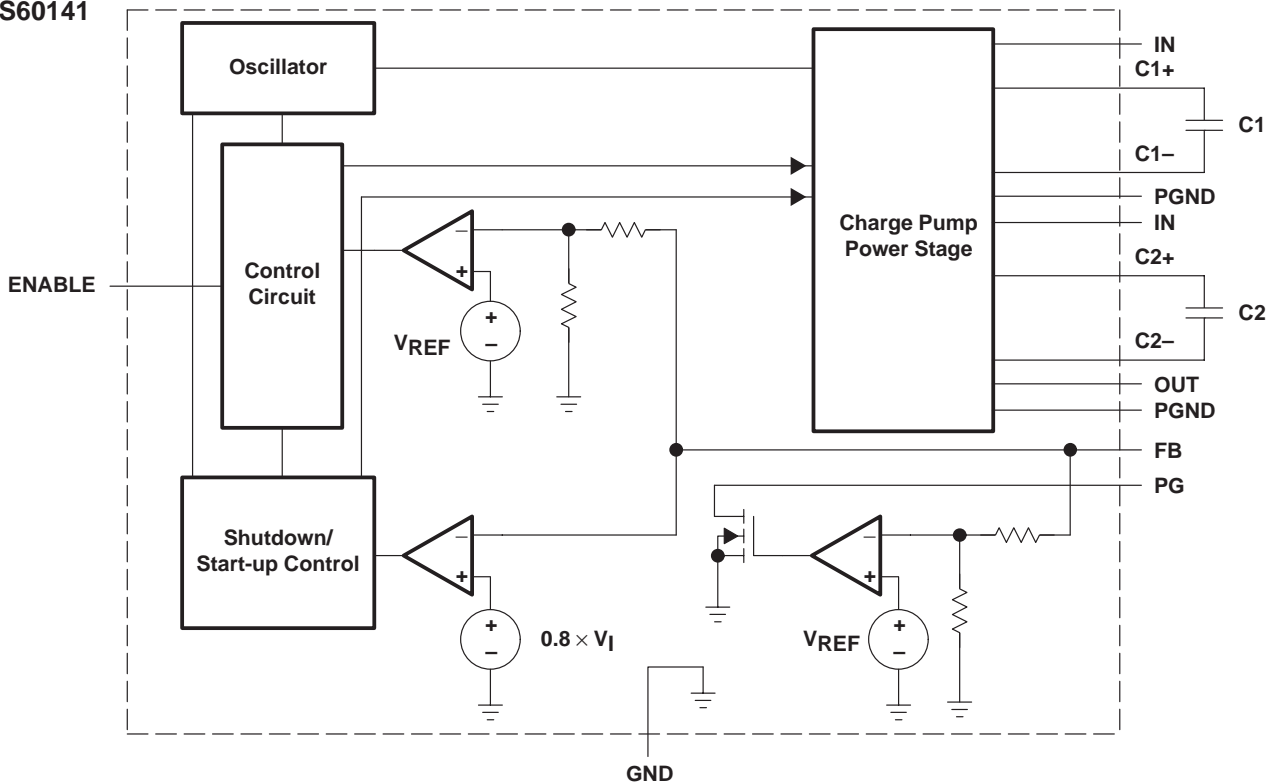 S60141
Oscillator
IN
C1+
C1
C1–
PGND
IN
Charge Pump
Power Stage
Control
Circuit
ENABLE
–
+
+
–
VREF
C2+
C2
C2–
OUT
PGND
FB
PG
Shutdown/
Start-up Control
–
+
+
–
0.8 × VI
–
+
+
–
VREF
GND